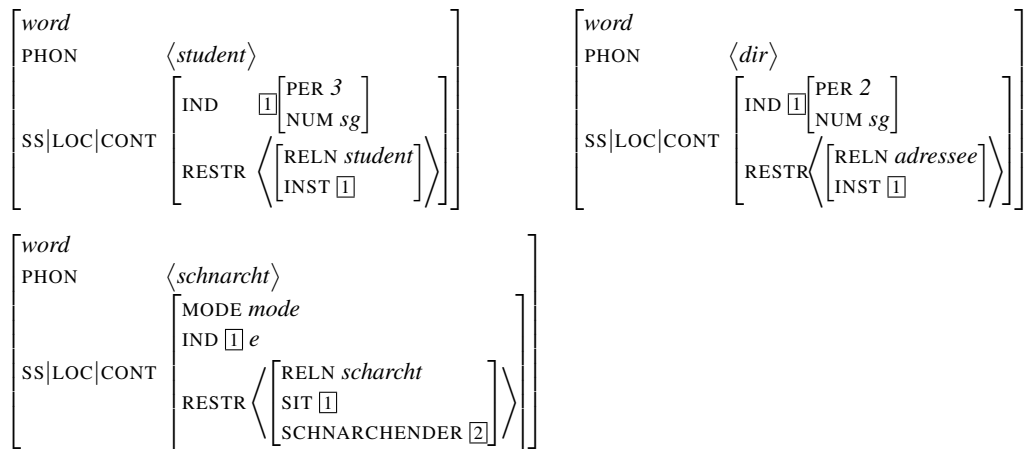 word
PHON ⟨student⟩
SS|LOC|CONT
IND 1 PER 3
NUM sg
RESTR ⟨ RELN student
INST 1 ⟩
word
PHON ⟨dir⟩
SS|LOC|CONT
IND 1 PER 2
NUM sg
RESTR ⟨ RELN adressee
INST 1 ⟩
word
PHON ⟨schnarcht⟩
SS|LOC|CONT
MODE mode
IND 1 e
RESTR ⟨ RELN scharcht
SIT 1
SCHNARCHENDER 2 ⟩